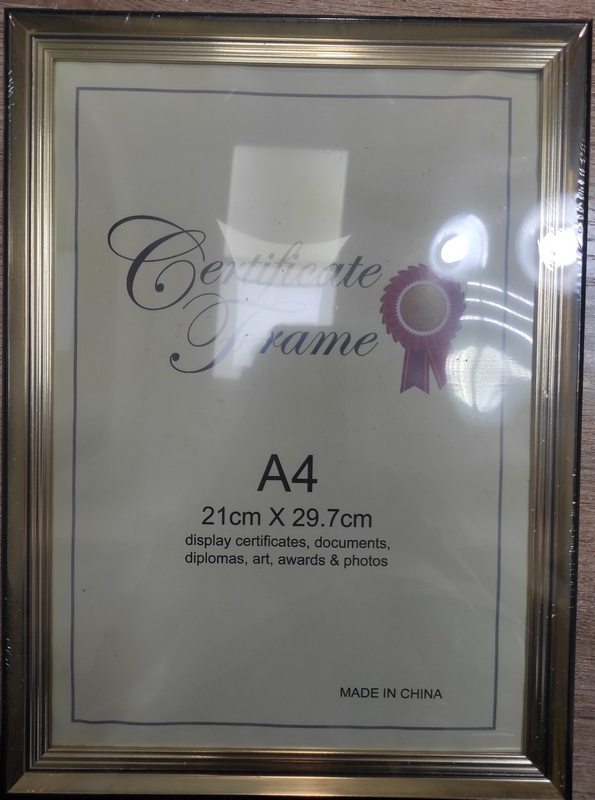 Certificate
Frame
A4
21cm X 29.7cm
display certificates, documents,
diplomas, art, awards & photos
MADE IN CHINA